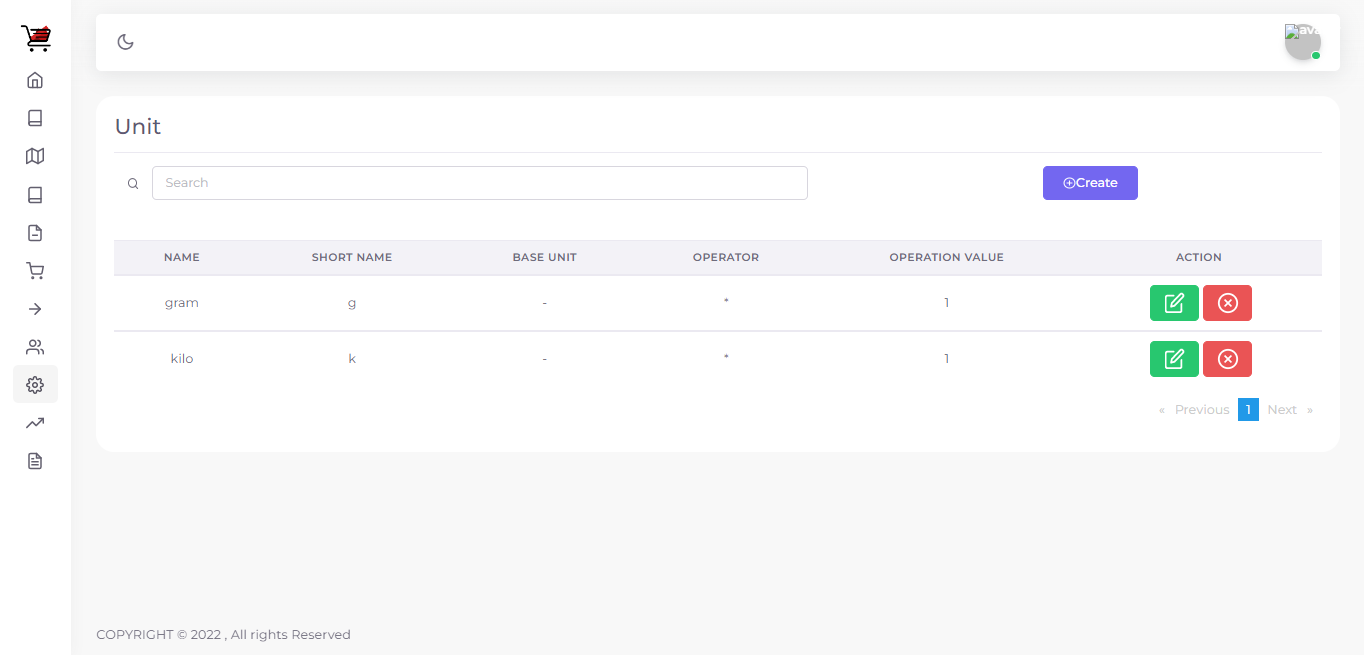 ava
Unit
Search
Create
NAME SHORT NAME BASE UNIT OPERATOR OPERATION VALUE ACTION
gram g - * 1
kilo k - * 1
« Previous 1 Next »
COPYRIGHT © 2022 , All rights Reserved